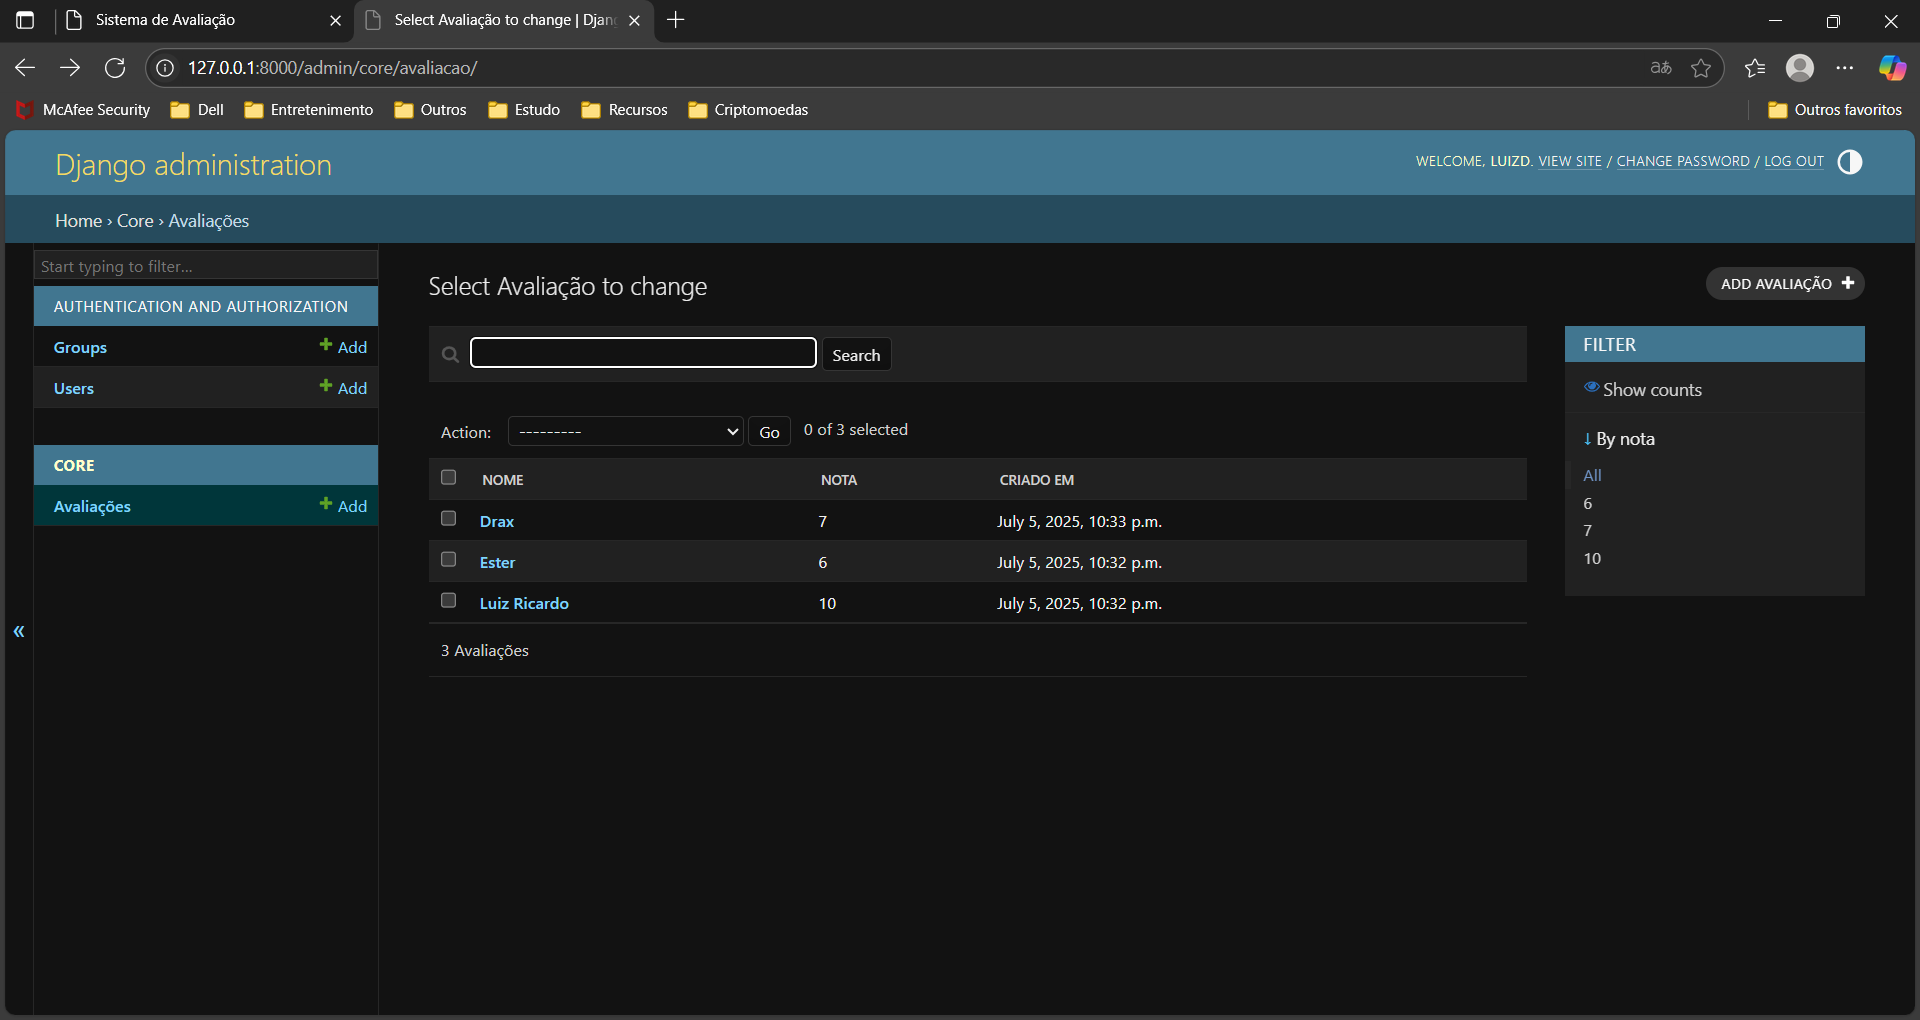 Sistema de Avaliação
Select Avaliação to change | Djan
127.0.0.1:8000/admin/core/avaliacao/
McAfee Security Dell Entretenimento Outros Estudo Recursos Criptomoedas Outros favoritos
Django administration
WELCOME, LUIZD. VIEW SITE / CHANGE PASSWORD / LOG OUT
Home › Core › Avaliações
Start typing to filter...
AUTHENTICATION AND AUTHORIZATION
Groups Add
Users Add
CORE
Avaliações Add
«
Select Avaliação to change
ADD AVALIAÇÃO
Search
Action: --------- Go 0 of 3 selected
NOME NOTA CRIADO EM
Drax 7 July 5, 2025, 10:33 p.m.
Ester 6 July 5, 2025, 10:32 p.m.
Luiz Ricardo 10 July 5, 2025, 10:32 p.m.
3 Avaliações
FILTER
Show counts
↓ By nota
All
6
7
10